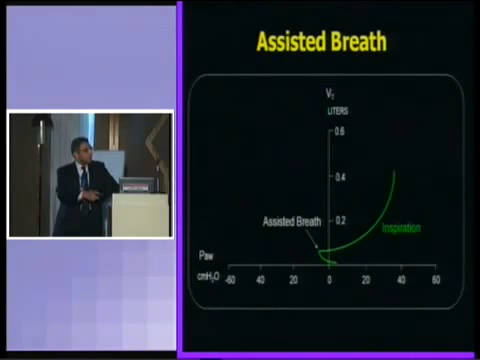 Assisted Breath
VT
LITERS
0.6
0.4
0.2
Assisted Breath
Inspiration
Paw
cmH2O
-60 40 20 0 20 40 60